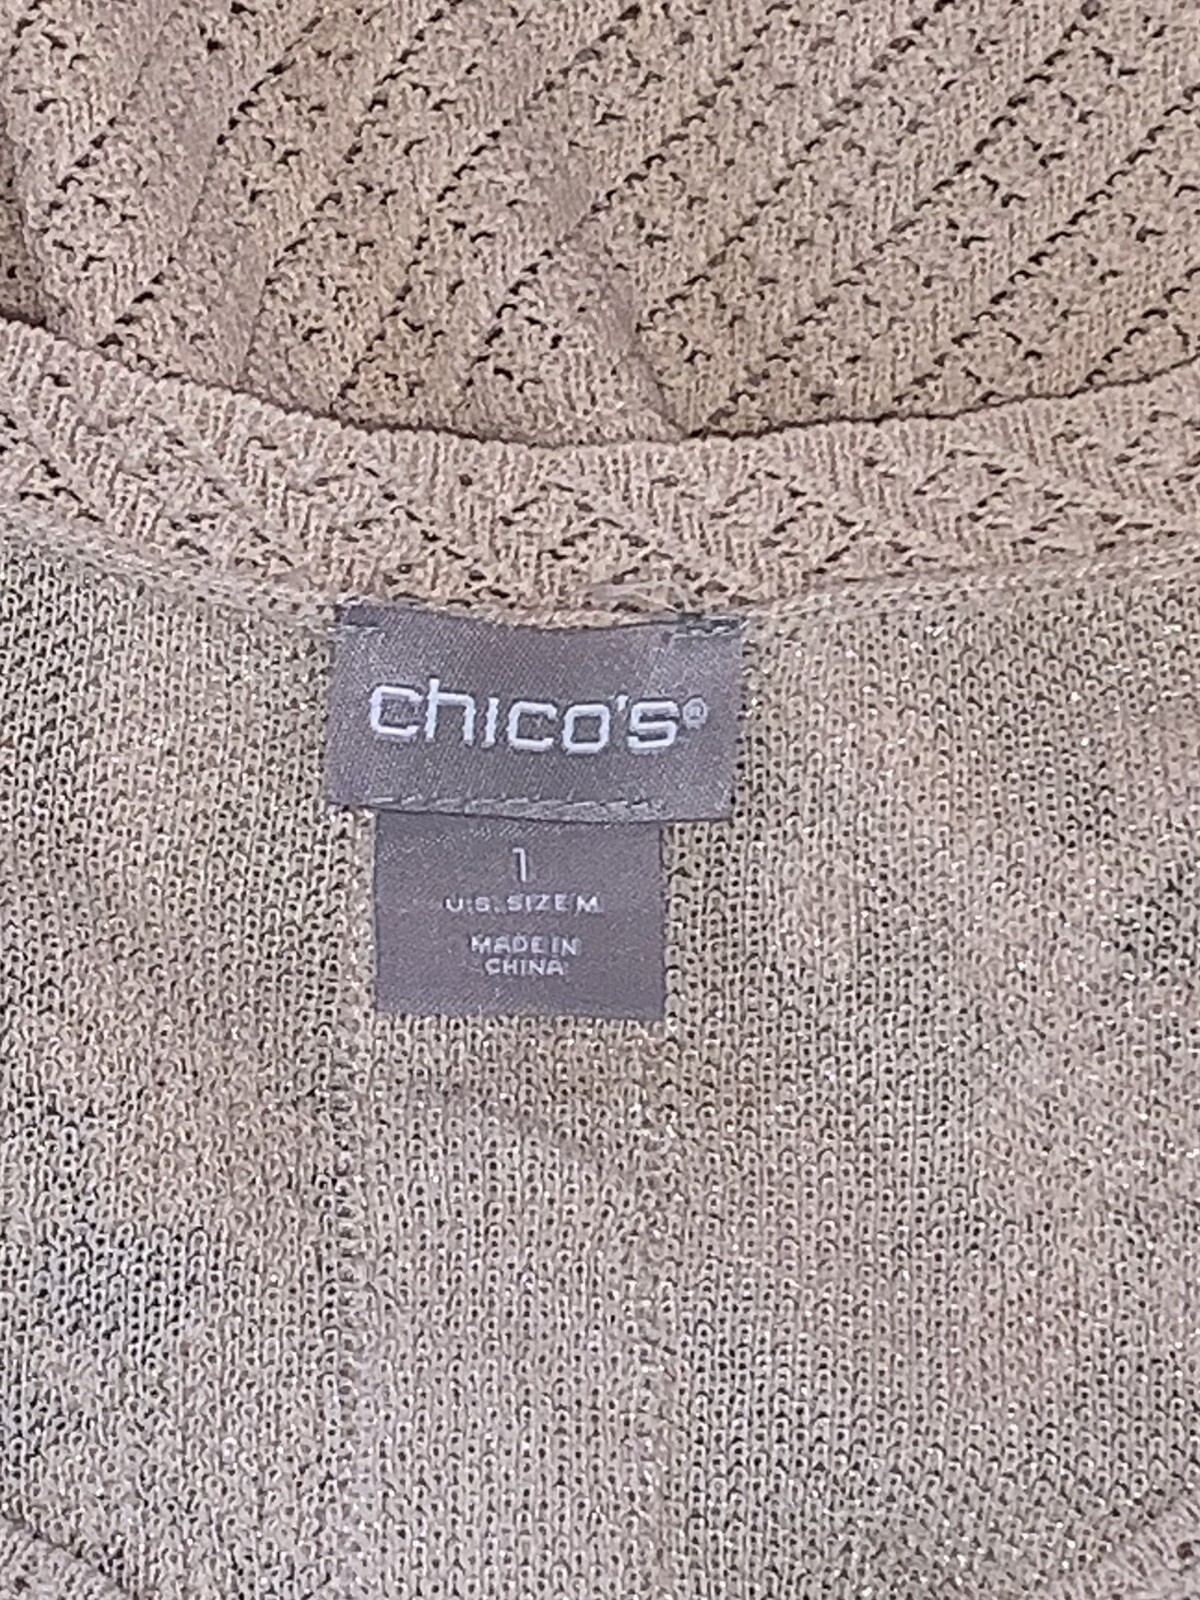 chico's®
1
U.S. SIZE M
MADE IN
CHINA